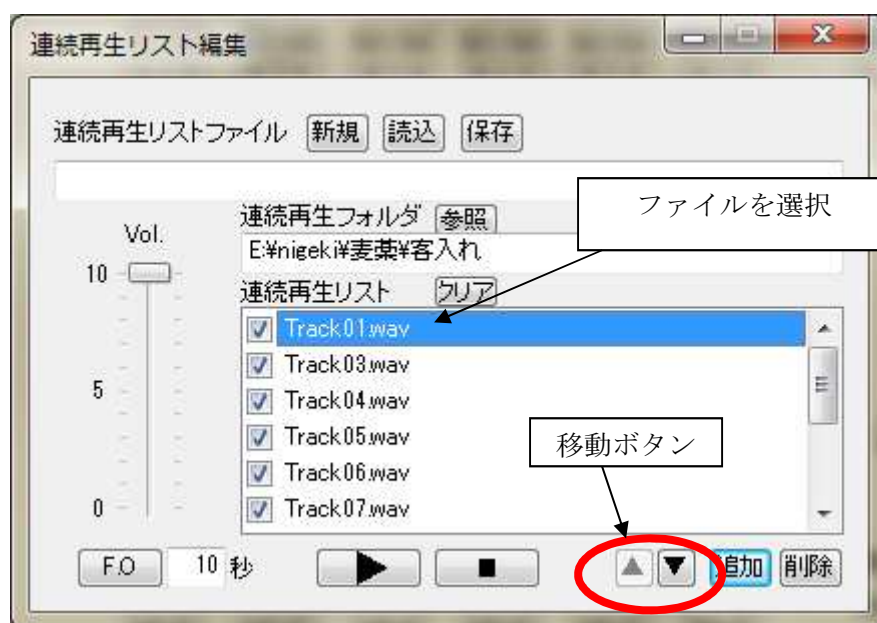 連続再生リスト編集
連続再生リストファイル 新規 読込 保存
ファイルを選択
Vol.
連続再生フォルダ 参照
E:¥nigeki¥麦藁¥客入れ
10
連続再生リスト クリア
Track01.wav
Track03.wav
5
Track04.wav
Track05.wav
移動ボタン
Track06.wav
0
Track07.wav
F.O 10 秒 ▶ ■ ▲ ▼ 追加 削除